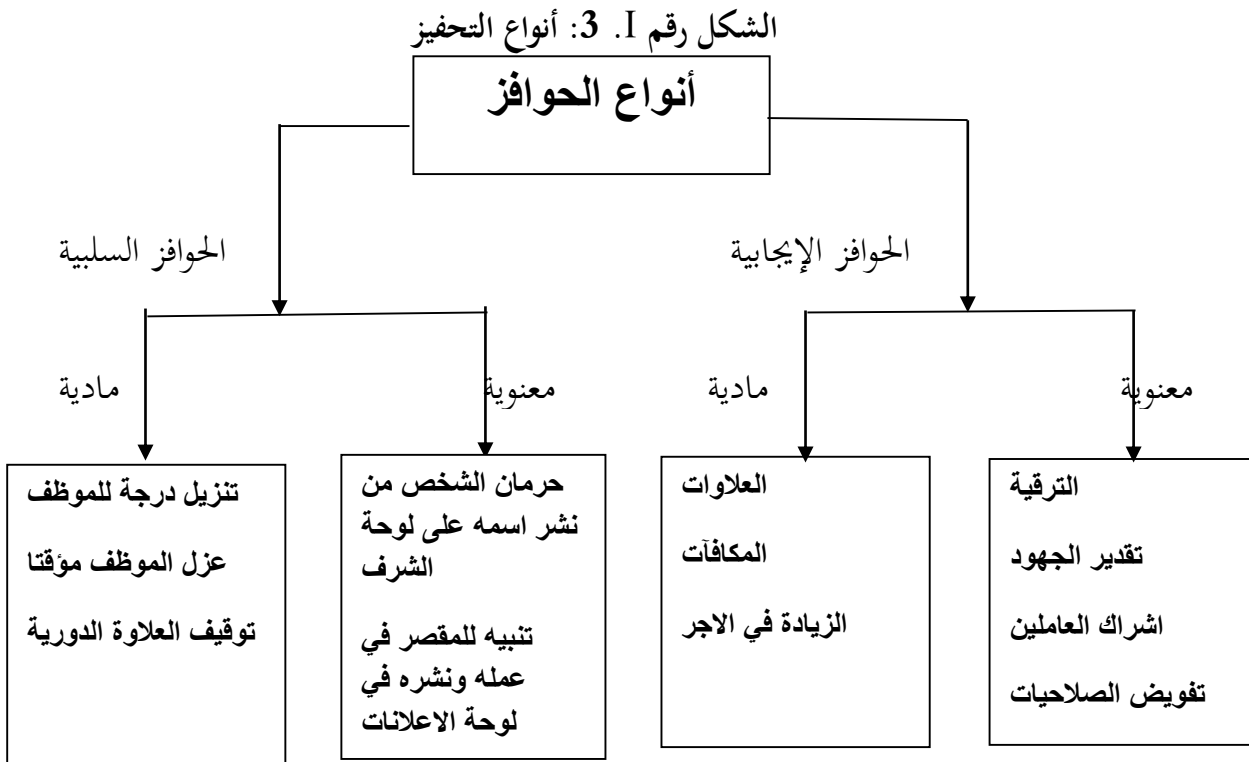 الشكل رقم I. 3: أنواع التحفيز
أنواع الحوافز
الحوافز الإيجابية
الحوافز السلبية
معنوية
مادية
معنوية
مادية
الترقية
تقدير الجهود
اشراك العاملين
تفويض الصلاحيات
العلاوات
المكافآت
الزيادة في الاجر
حرمان الشخص من
نشر اسمه على لوحة
الشرف
تنبيه للمقصر في
عمله ونشره في
لوحة الاعلانات
تنزيل درجة للموظف
عزل الموظف مؤقتا
توقيف العلاوة الدورية